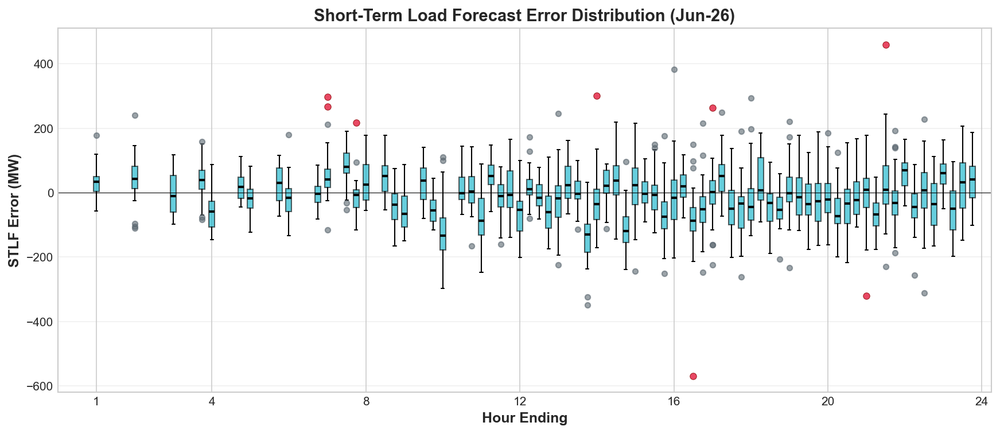 Short-Term Load Forecast Error Distribution (Jun-26)
STLF Error (MW)
400
200
0
−200
−400
−600
1 4 8 12 16 20 24
Hour Ending